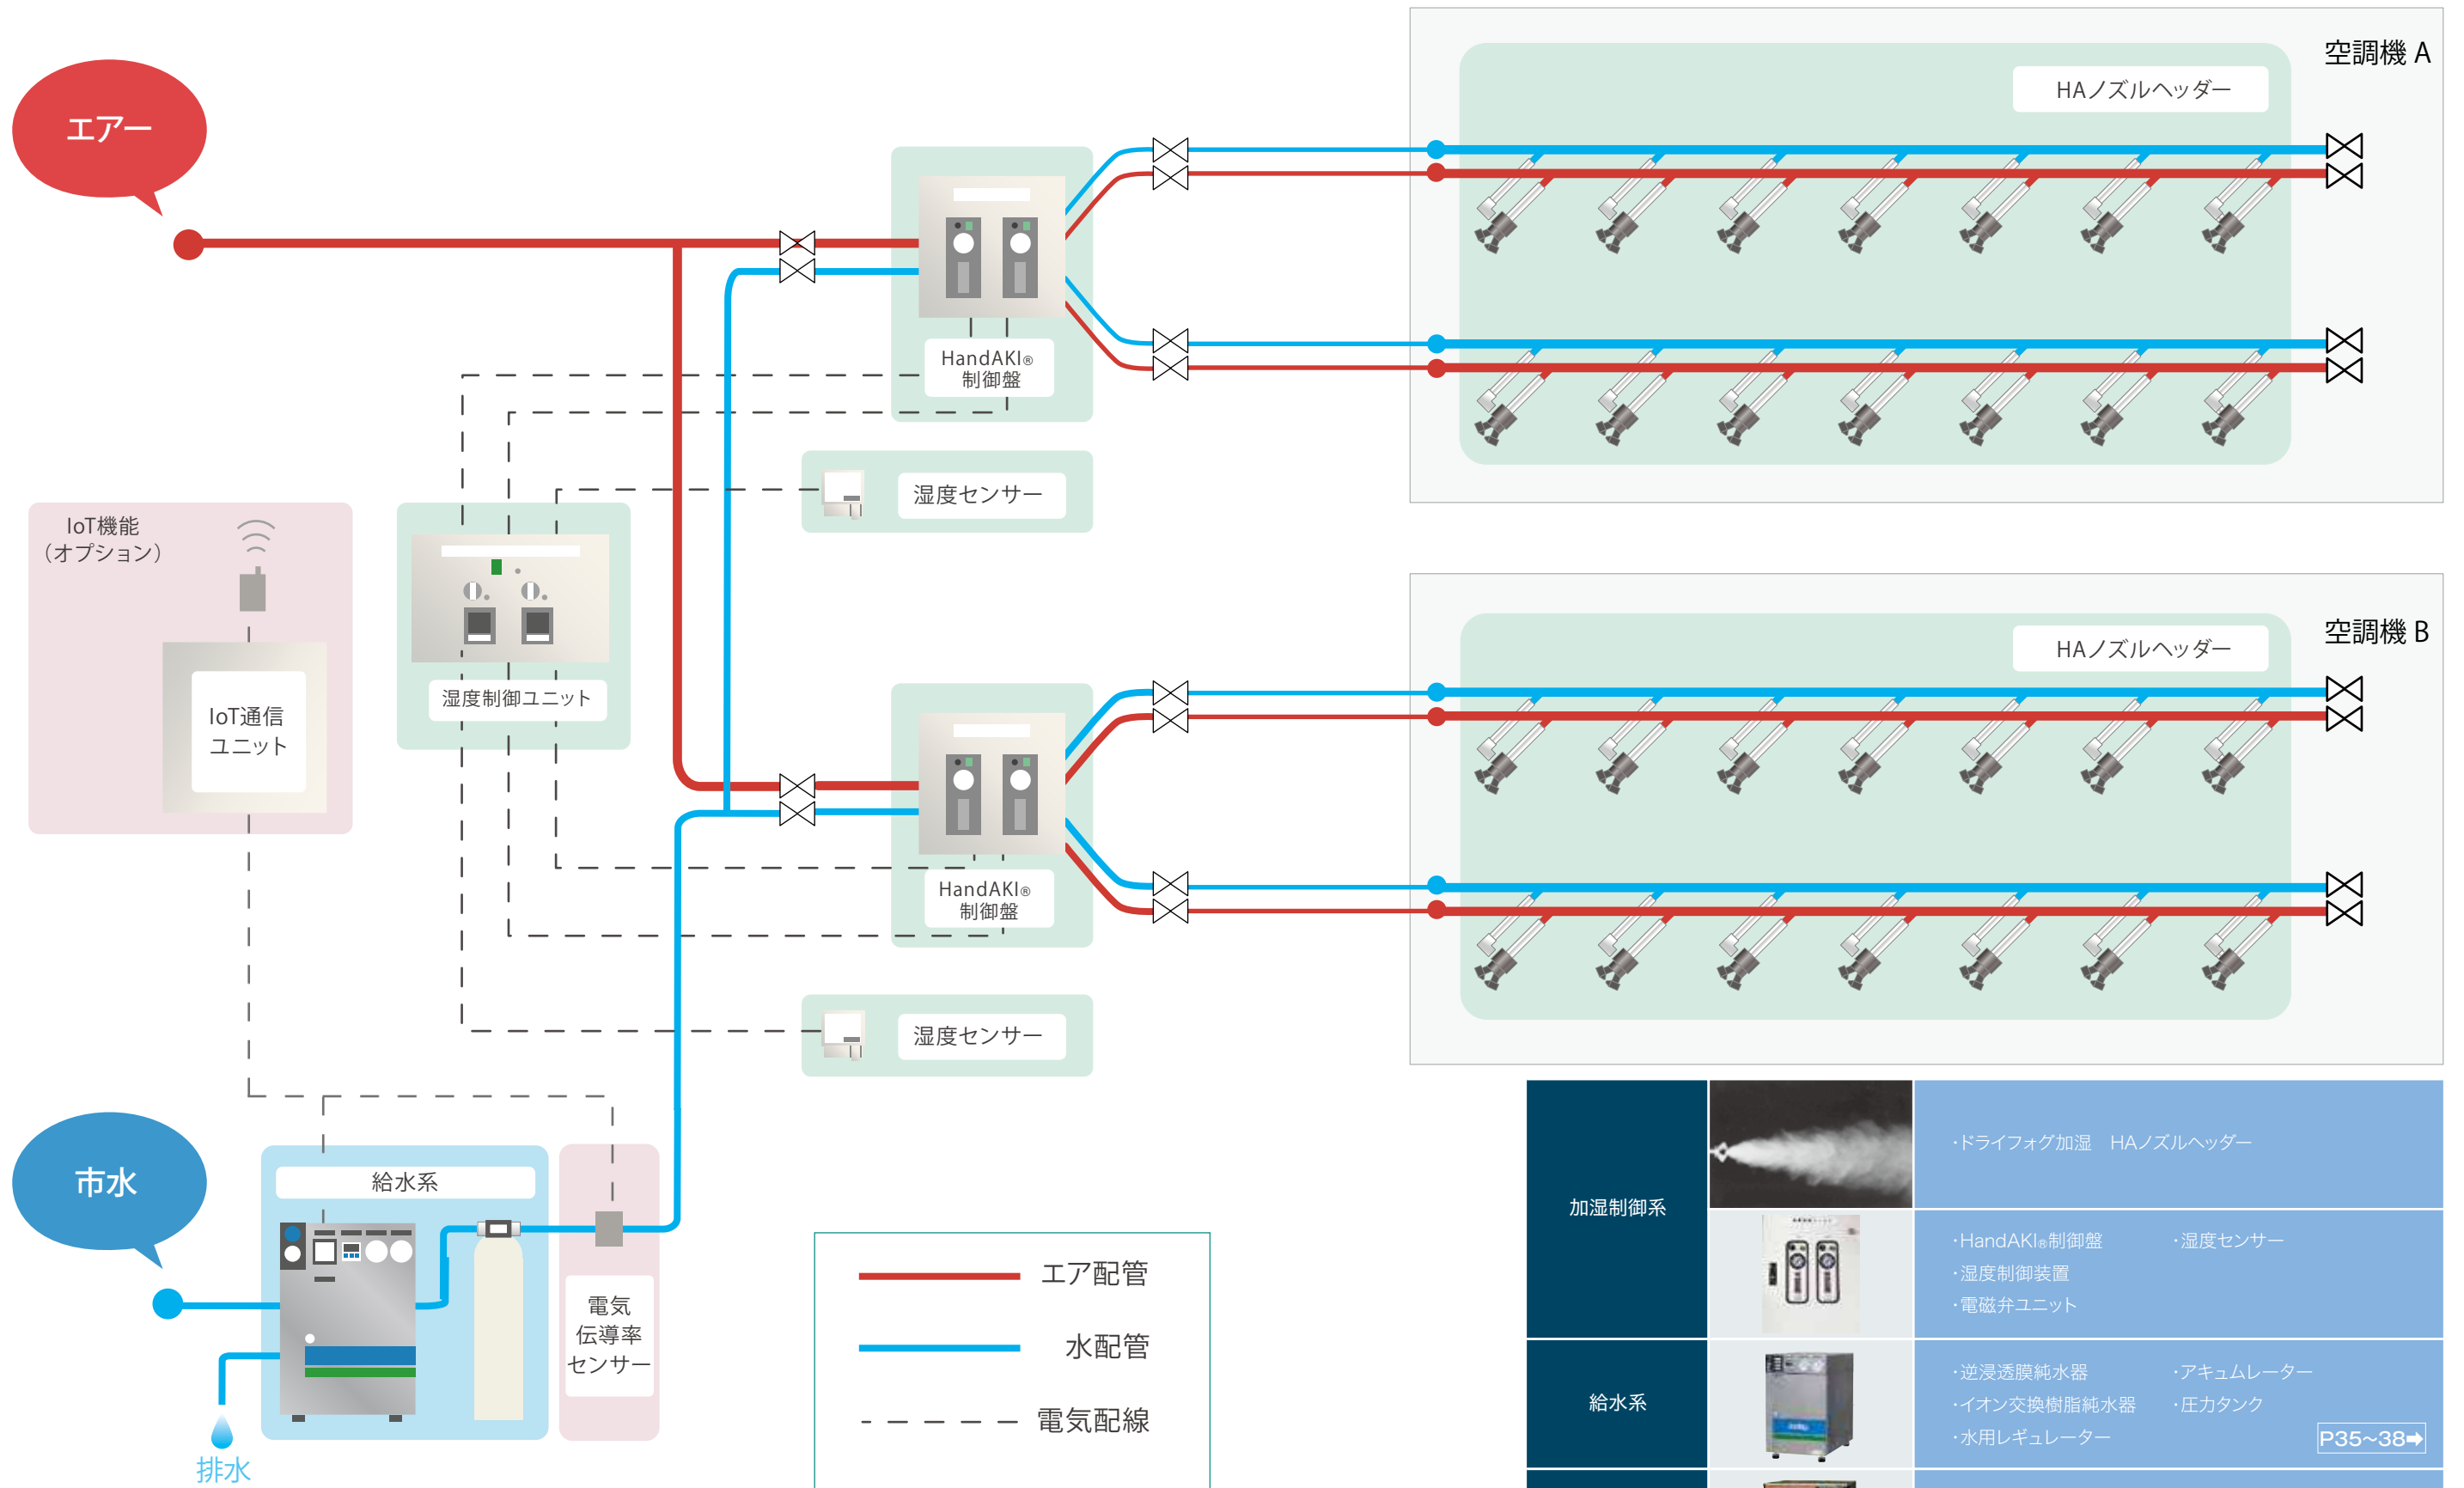 空調機 A
HAノズルヘッダー
エアー
HandAKI®
制御盤
湿度センサー
IoT機能
（オプション）
IoT通信
ユニット
湿度制御ユニット
空調機 B
HAノズルヘッダー
HandAKI®
制御盤
湿度センサー
市水
給水系
電気
伝導率
センサー
排水
エア配管
水配管
電気配線
加湿制御系
・ドライフォグ加湿　HAノズルヘッダー
・HandAKI®制御盤　・湿度センサー
・湿度制御装置
・電磁弁ユニット
給水系
・逆浸透膜純水器　・アキュムレーター
・イオン交換樹脂純水器　・圧力タンク
・水用レギュレーター
P35~38➡